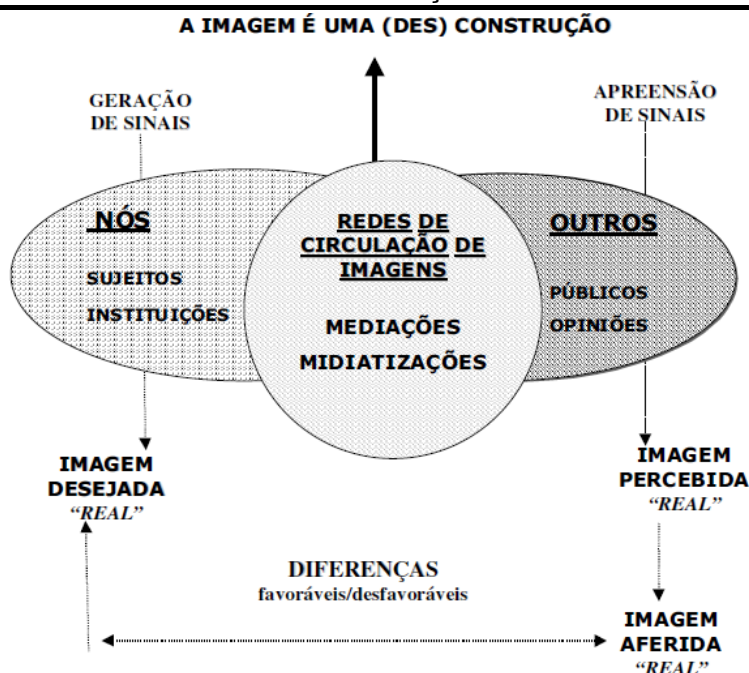 A IMAGEM É UMA (DES) CONSTRUÇÃO
GERAÇÃO
DE SINAIS
APREENSÃO
DE SINAIS
NÓS
SUJEITOS
INSTITUIÇÕES
REDES DE
CIRCULAÇÃO DE
IMAGENS
MEDIAÇÕES
MIDIATIZAÇÕES
OUTROS
PÚBLICOS
OPINIÕES
IMAGEM
DESEJADA
“REAL”
IMAGEM
PERCEBIDA
“REAL”
DIFERENÇAS
favoráveis/desfavoráveis
IMAGEM
AFERIDA
“REAL”